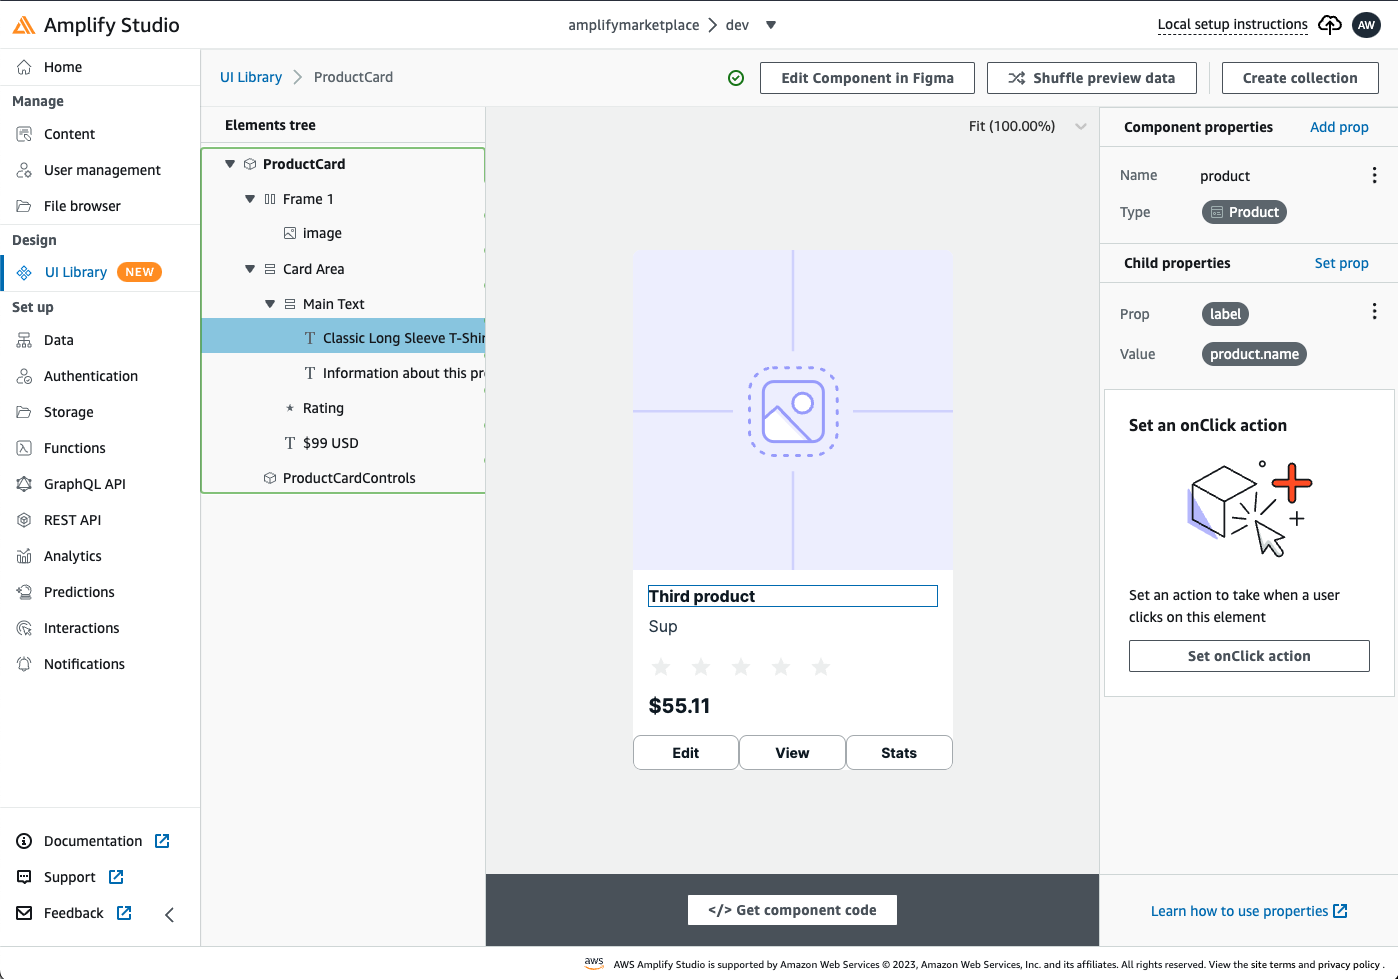 Amplify Studio
amplifymarketplace > dev
Local setup instructions
AW
Home
Manage
Content
User management
File browser
Design
UI Library NEW
Set up
Data
Authentication
Storage
Functions
GraphQL API
REST API
Analytics
Predictions
Interactions
Notifications
Documentation
Support
Feedback
UI Library > ProductCard
Edit Component in Figma
Shuffle preview data
Create collection
Elements tree
ProductCard
Frame 1
image
Card Area
Main Text
T Classic Long Sleeve T-Shir
T Information about this pr
Rating
T $99 USD
ProductCardControls
Fit (100.00%)
Third product
Sup
$55.11
Edit
View
Stats
</> Get component code
Component properties
Add prop
Name product
Type Product
Child properties
Set prop
Prop label
Value product.name
Set an onClick action
Set an action to take when a user
clicks on this element
Set onClick action
Learn how to use properties
aws AWS Amplify Studio is supported by Amazon Web Services © 2023, Amazon Web Services, Inc. and its affiliates. All rights reserved. View the site terms and privacy policy .